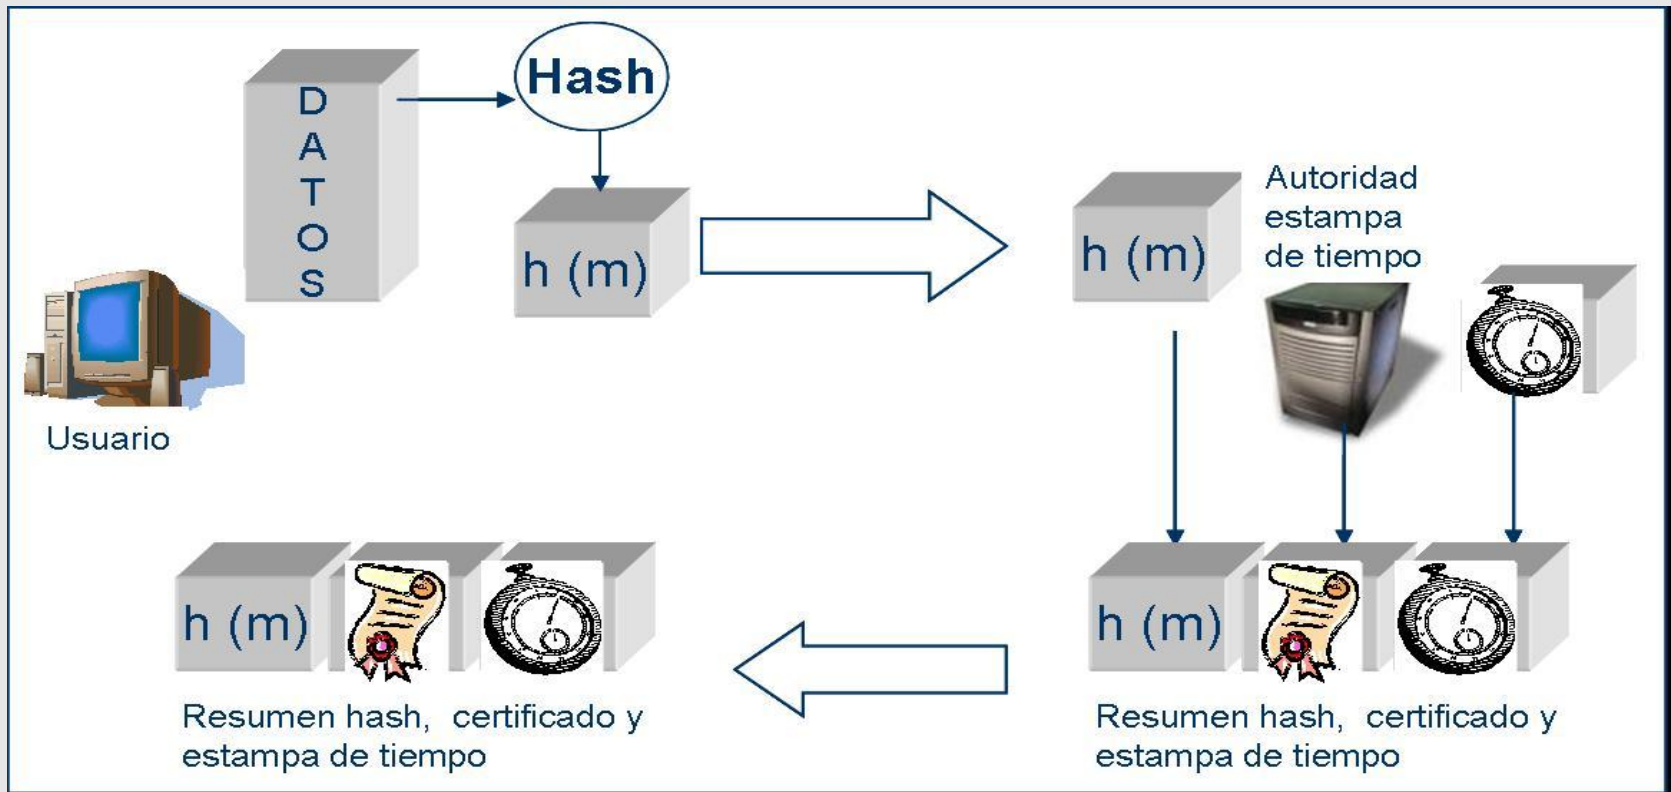 D
A
T
O
S
Hash
h (m)
Usuario
h (m)
Autoridad
estampa
de tiempo
h (m)
Resumen hash, certificado y
estampa de tiempo
h (m)
Resumen hash, certificado y
estampa de tiempo